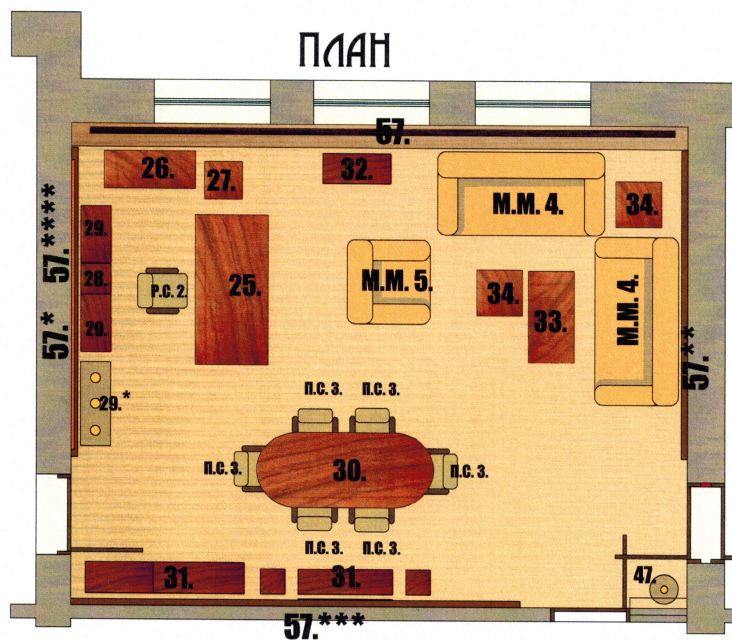 ПЛАН
57.
26.
27.
32.
М.М. 4.
34.
57.****
29.
28.
29.
Р.С. 2.
25.
М.М. 5.
34.
33.
М.М. 4.
57.*
57.**
29.*
П.С. 3.
П.С. 3.
П.С. 3.
30.
П.С. 3.
П.С. 3.
П.С. 3.
31.
31.
47.
57.***